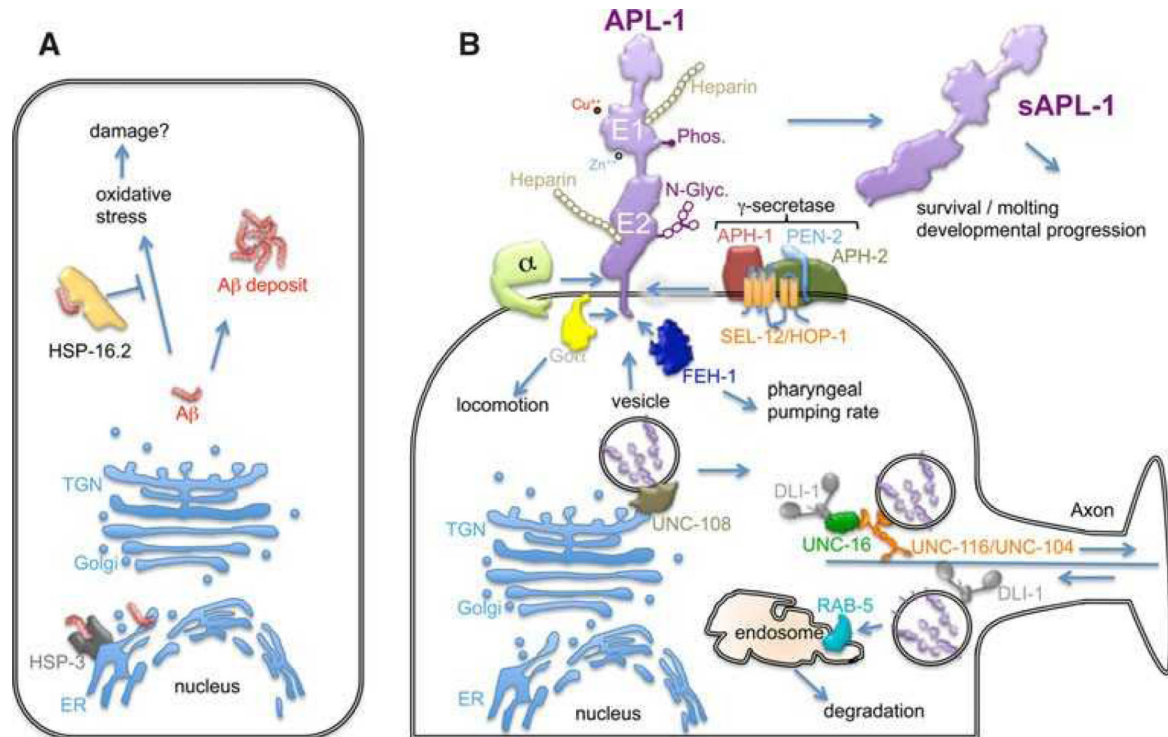 A
damage?
oxidative
stress
Aβ deposit
HSP-16.2
Aβ
TGN
Golgi
HSP-3
ER
nucleus
B
APL-1
Heparin
Cu++
E1
Phos.
Zn++
sAPL-1
Heparin
N-Glyc.
E2
γ-secretase
APH-1
PEN-2
APH-2
survival / molting
developmental progression
α
SEL-12/HOP-1
Goα
FEH-1
locomotion
vesicle
pharyngeal
pumping rate
TGN
UNC-108
DLI-1
Axon
UNC-16
UNC-116/UNC-104
DLI-1
Golgi
RAB-5
endosome
ER
nucleus
degradation